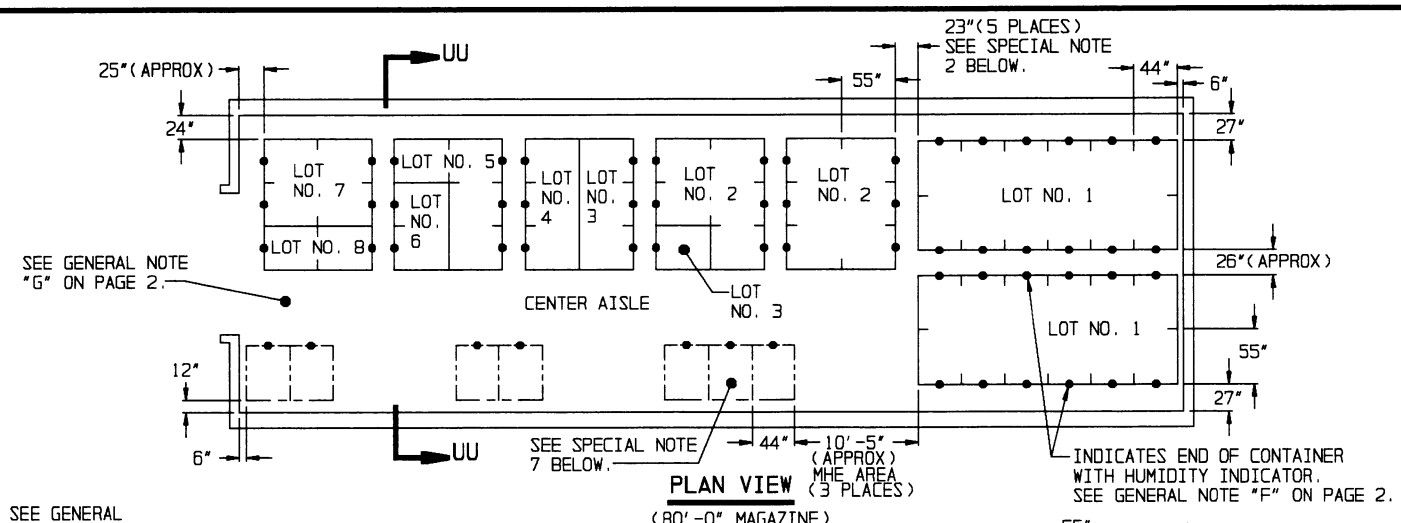 23"(5 PLACES)
SEE SPECIAL NOTE
2 BELOW.
25"(APPROX)
UU
55"
44"
6"
24"
27"
LOT
NO. 7
LOT NO. 8
LOT NO. 5
LOT
NO.
6
LOT
NO.
4
LOT
NO.
3
LOT
NO. 2
LOT
NO. 2
LOT NO. 1
SEE GENERAL NOTE
"G" ON PAGE 2.
CENTER AISLE
LOT
NO. 3
26"(APPROX)
LOT NO. 1
55"
12"
27"
6"
UU
SEE SPECIAL NOTE
7 BELOW.
44"
10'-5"
(APPROX)
MHE AREA
(3 PLACES)
INDICATES END OF CONTAINER
WITH HUMIDITY INDICATOR.
SEE GENERAL NOTE "F" ON PAGE 2.
PLAN VIEW
(80'-0" MAGAZINE)
SEE GENERAL
55"